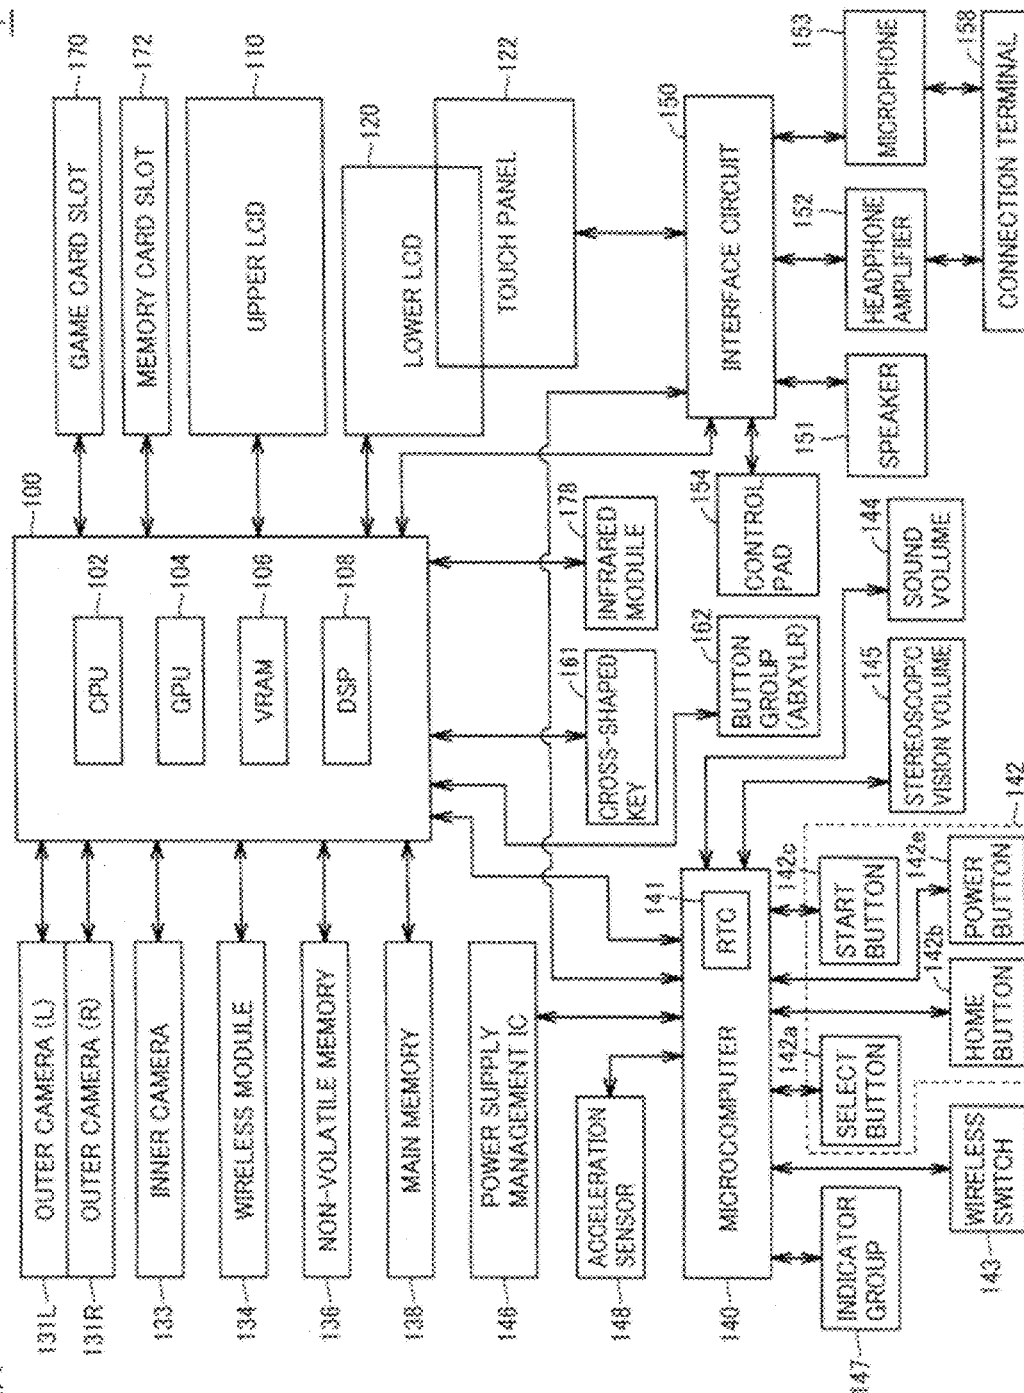 1
131L
OUTER CAMERA (L)
131R
OUTER CAMERA (R)
133
INNER CAMERA
134
WIRELESS MODULE
136
NON-VOLATILE MEMORY
138
MAIN MEMORY
146
POWER SUPPLY
MANAGEMENT IC
148
ACCELERATION
SENSOR
140
MICROCOMPUTER
141
RTC
147
INDICATOR
GROUP
143
WIRELESS
SWITCH
142a
SELECT
BUTTON
142b
HOME
BUTTON
142c
START
BUTTON
142e
POWER
BUTTON
142
100
CPU
102
GPU
104
VRAM
106
DSP
108
161
CROSS-SHAPED
KEY
178
INFRARED
MODULE
162
BUTTON
GROUP
(ABXYLR)
145
STEREOSCOPIC
VISION VOLUME
144
SOUND
VOLUME
154
CONTROL
PAD
GAME CARD SLOT
170
MEMORY CARD SLOT
172
UPPER LCD
110
LOWER LCD
120
TOUCH PANEL
122
INTERFACE CIRCUIT
150
151
SPEAKER
152
HEADPHONE
AMPLIFIER
153
MICROPHONE
158
CONNECTION TERMINAL